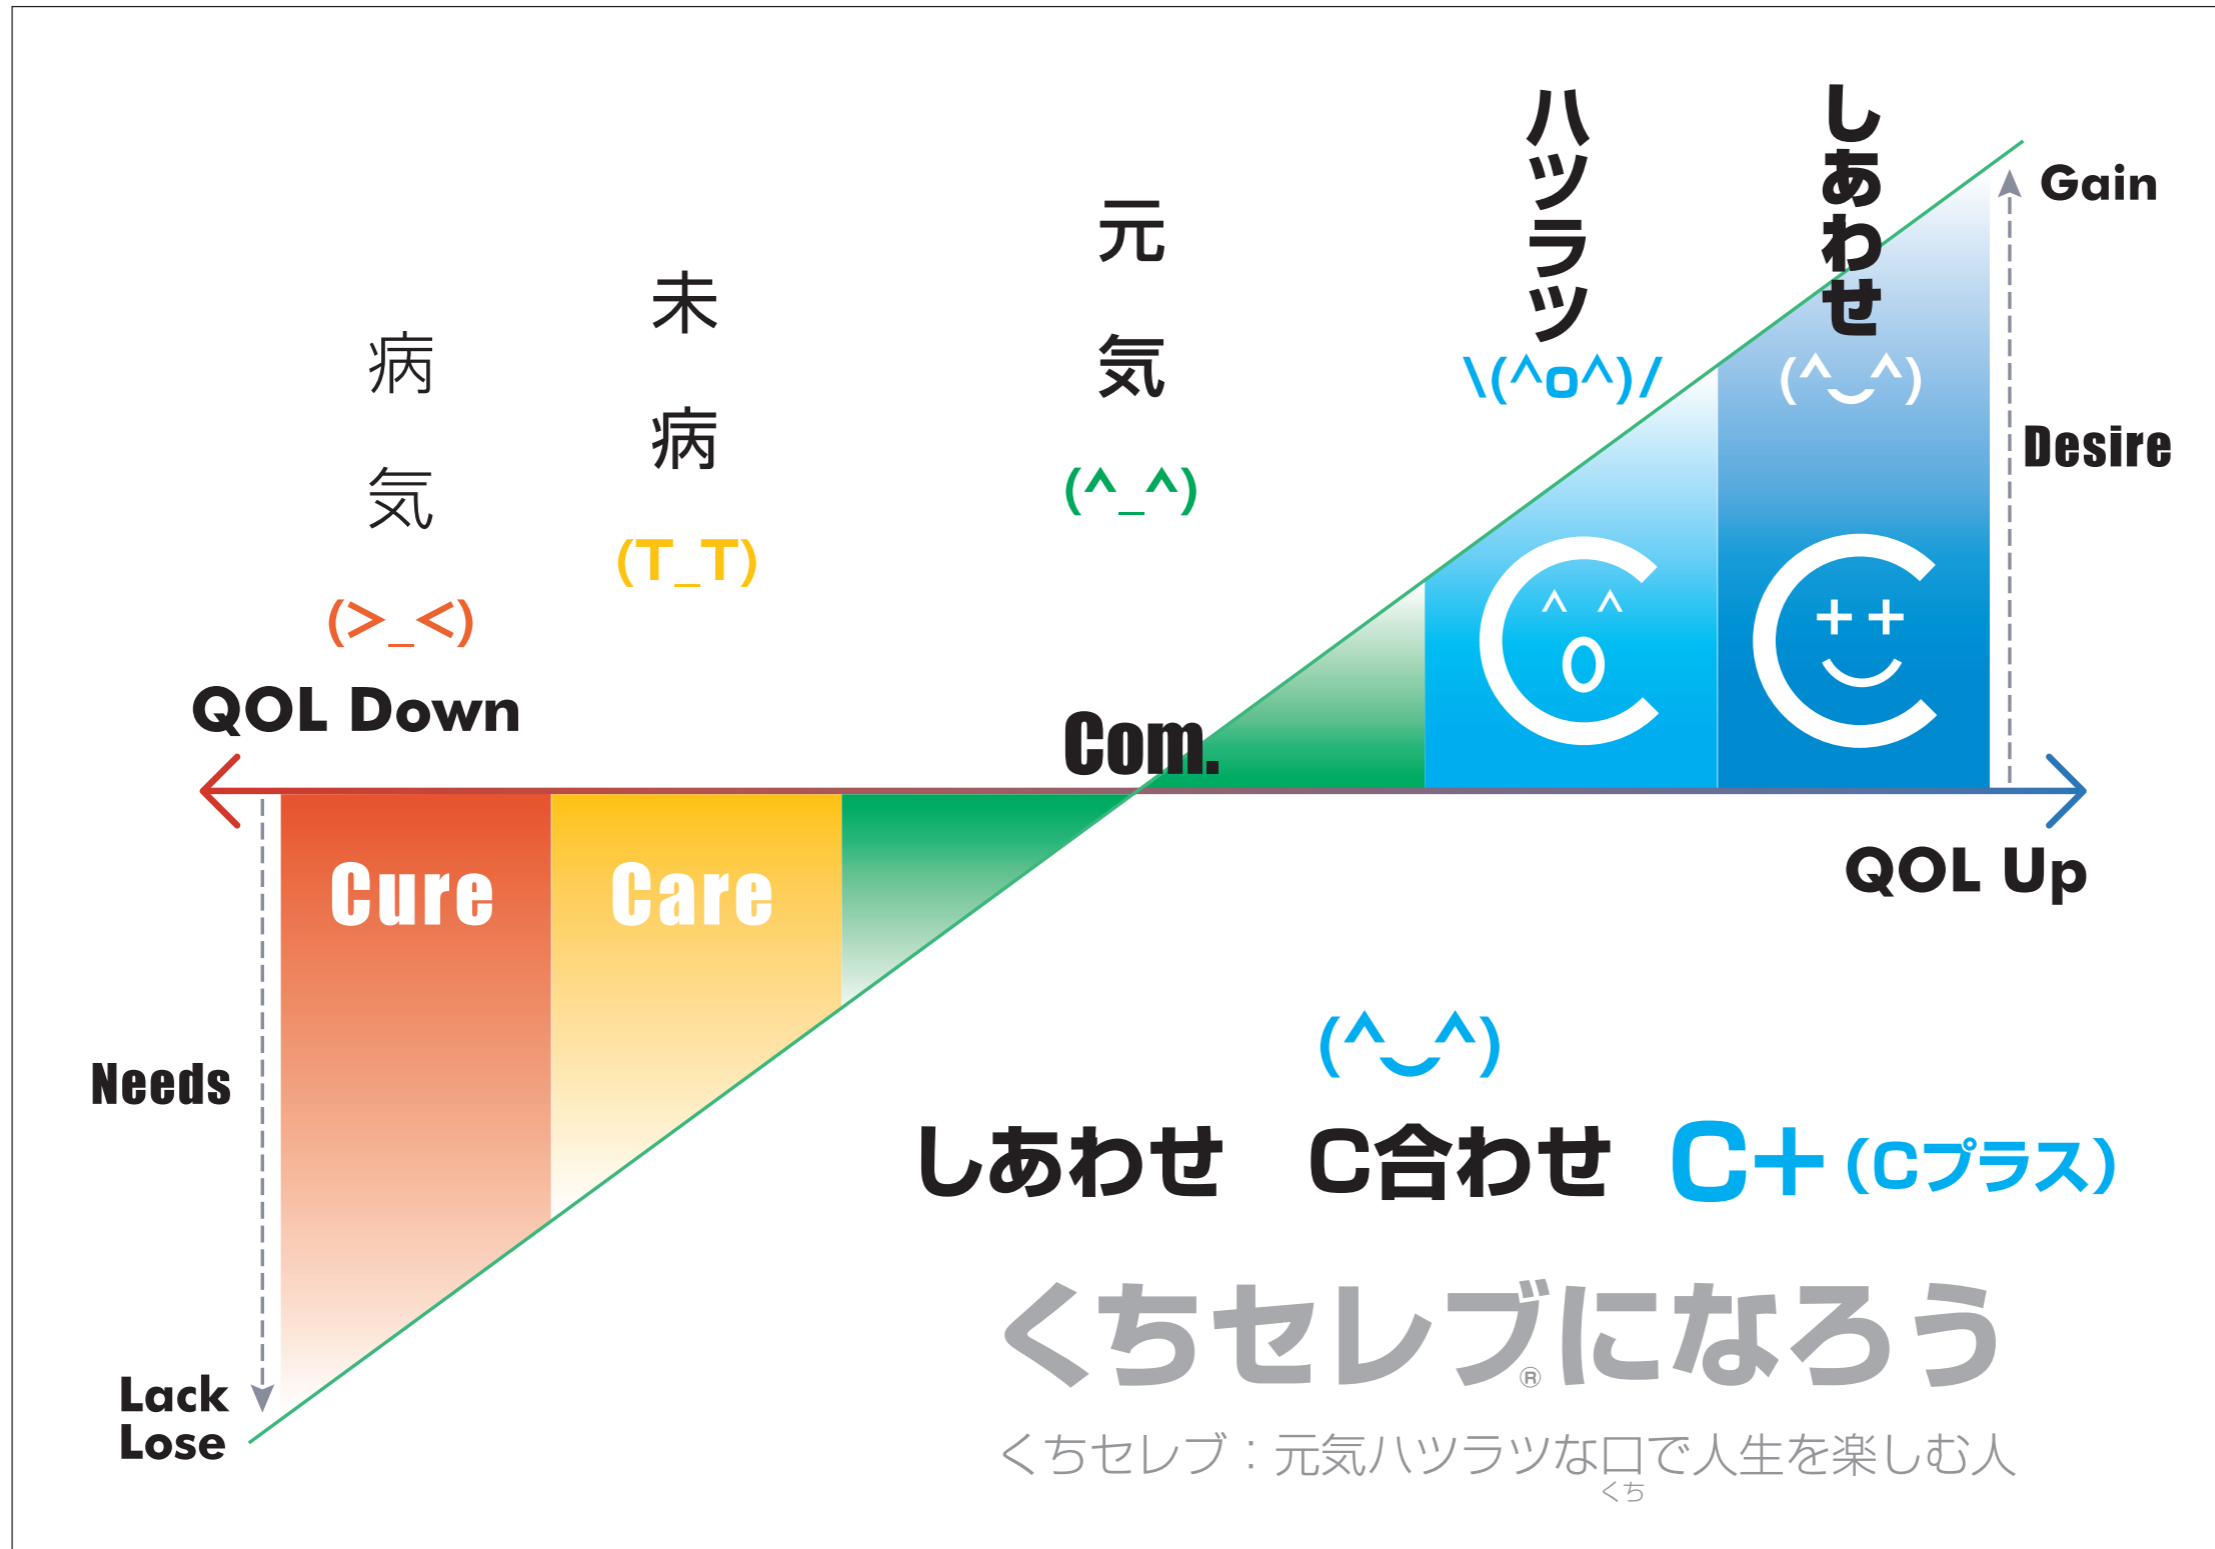 病気
(>_<)
未病
(T_T)
元気
(^_^)
ハツラツ
\(^o^)/
しあわせ
(^‿^)
Gain
Desire
QOL Down
Com.
C
^ ^
O
C
++
QOL Up
Cure
Care
Needs
Lack
Lose
(^‿^)
しあわせ C合わせ C+(Cプラス)
くちセレブ®になろう
くちセレブ：元気ハツラツな口で人生を楽しむ人
くち